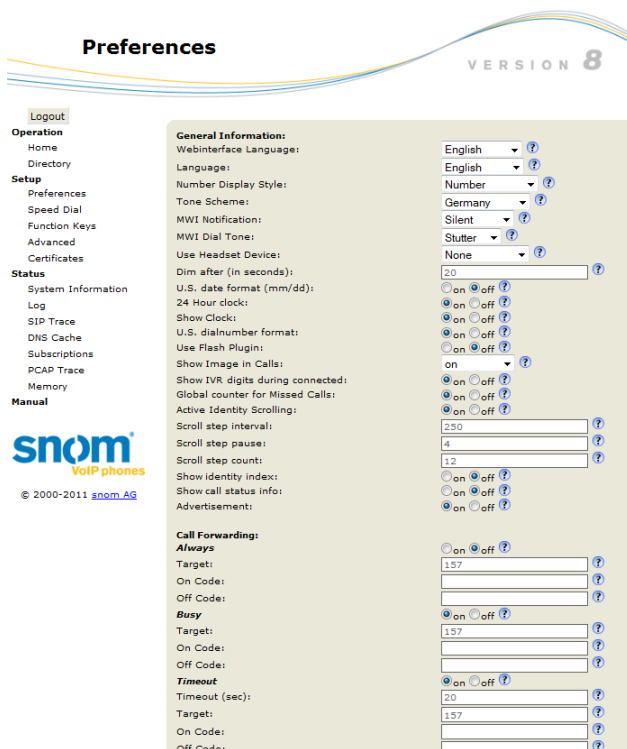 Preferences
VERSION 8
Logout
Operation
Home
Directory
Setup
Preferences
Speed Dial
Function Keys
Advanced
Certificates
Status
System Information
Log
SIP Trace
DNS Cache
Subscriptions
PCAP Trace
Memory
Manual
snom
VoIP phones
© 2000-2011 snom AG
General Information:
Webinterface Language: English ?
Language: English ?
Number Display Style: Number ?
Tone Scheme: Germany ?
MWI Notification: Silent ?
MWI Dial Tone: Stutter ?
Use Headset Device: None ?
Dim after (in seconds): 20 ?
U.S. date format (mm/dd): on off ?
24 Hour clock: on off ?
Show Clock: on off ?
U.S. dialnumber format: on off ?
Use Flash Plugin: on off ?
Show Image in Calls: on ?
Show IVR digits during connected: on off ?
Global counter for Missed Calls: on off ?
Active Identity Scrolling: on off ?
Scroll step interval: 250 ?
Scroll step pause: 4 ?
Scroll step count: 12 ?
Show identity index: on off ?
Show call status info: on off ?
Advertisement: on off ?
Call Forwarding:
Always on off ?
Target: 157 ?
On Code: ?
Off Code: ?
Busy on off ?
Target: 157 ?
On Code: ?
Off Code: ?
Timeout on off ?
Timeout (sec): 20 ?
Target: 157 ?
On Code: ?
Off Code: ?